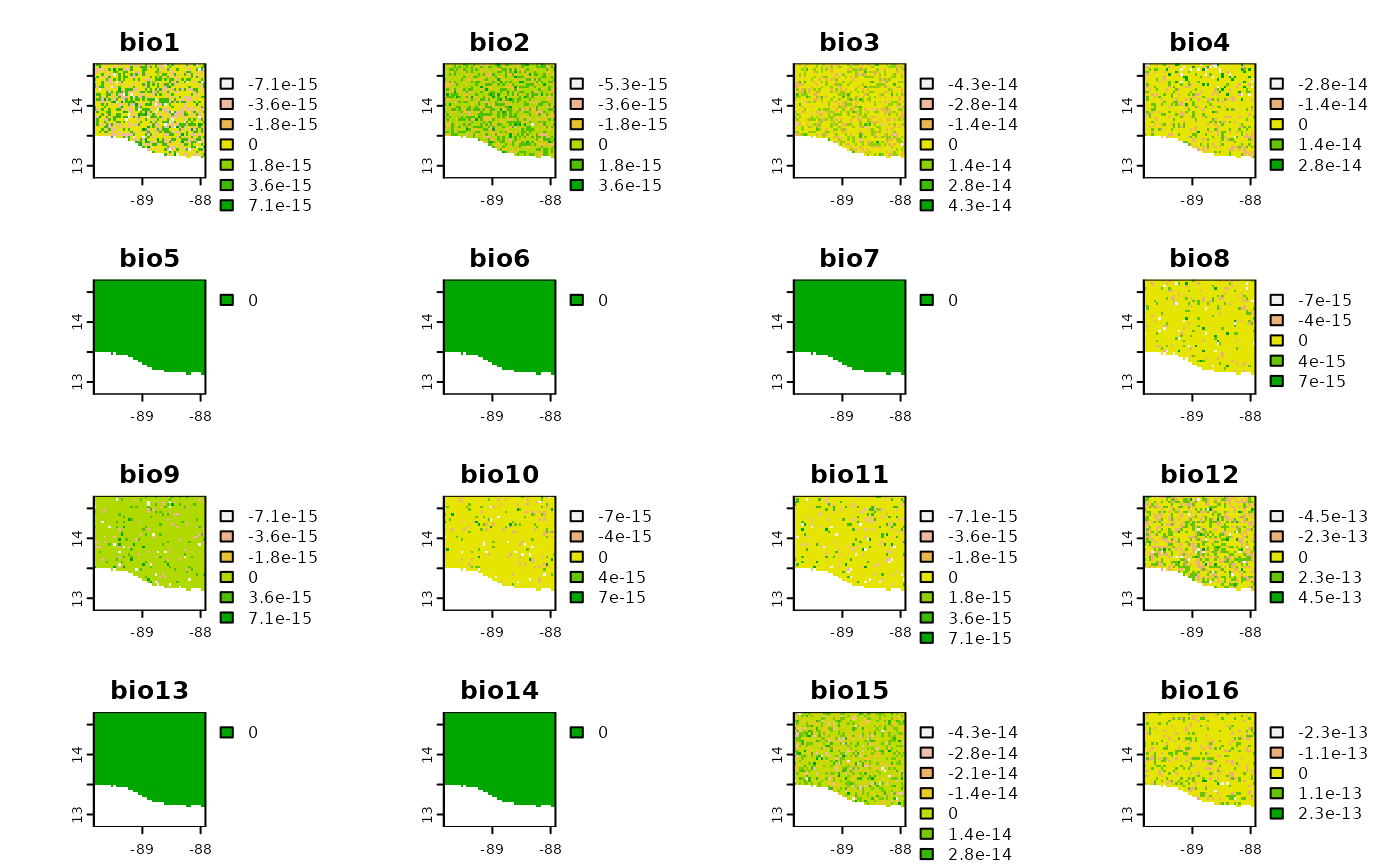 bio1
14
13
-89
-88
-7.1e-15
-3.6e-15
-1.8e-15
0
1.8e-15
3.6e-15
7.1e-15
bio2
14
13
-89
-88
-5.3e-15
-3.6e-15
-1.8e-15
0
1.8e-15
3.6e-15
bio3
14
13
-89
-88
-4.3e-14
-2.8e-14
-1.4e-14
0
1.4e-14
2.8e-14
4.3e-14
bio4
14
13
-89
-88
-2.8e-14
-1.4e-14
0
1.4e-14
2.8e-14
bio5
14
13
-89
-88
0
bio6
14
13
-89
-88
0
bio7
14
13
-89
-88
0
bio8
14
13
-89
-88
-7e-15
-4e-15
0
4e-15
7e-15
bio9
14
13
-89
-88
-7.1e-15
-3.6e-15
-1.8e-15
0
3.6e-15
7.1e-15
bio10
14
13
-89
-88
-7e-15
-4e-15
0
4e-15
7e-15
bio11
14
13
-89
-88
-7.1e-15
-3.6e-15
-1.8e-15
0
1.8e-15
3.6e-15
7.1e-15
bio12
14
13
-89
-88
-4.5e-13
-2.3e-13
0
2.3e-13
4.5e-13
bio13
14
13
-89
-88
0
bio14
14
13
-89
-88
0
bio15
14
13
-89
-88
-4.3e-14
-2.8e-14
-2.1e-14
-1.4e-14
0
1.4e-14
2.8e-14
bio16
14
13
-89
-88
-2.3e-13
-1.1e-13
0
1.1e-13
2.3e-13